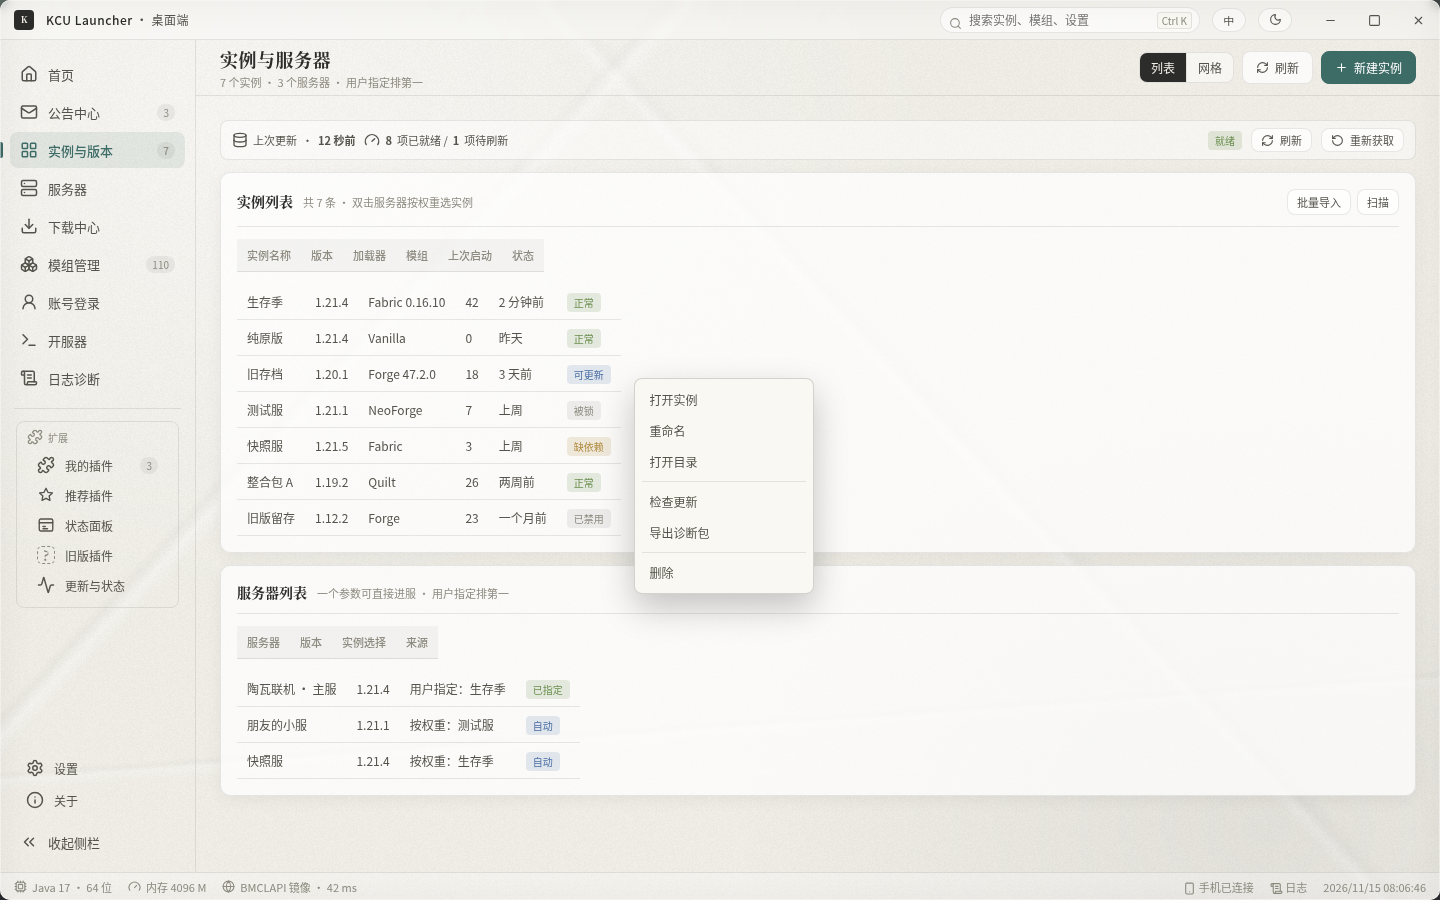 K KCU Launcher · 桌面端
搜索实例、模组、设置 Ctrl K
中
首页
公告中心 3
实例与版本 7
服务器
下载中心
模组管理 110
账号登录
开服器
日志诊断
扩展
我的插件 3
推荐插件
状态面板
旧版插件
更新与状态
设置
关于
收起侧栏
实例与服务器
7 个实例 · 3 个服务器 · 用户指定排第一
列表 网格 刷新 新建实例
上次更新 · 12 秒前 8 项已就绪 / 1 项待刷新
就绪 刷新 重新获取
实例列表 共 7 条 · 双击服务器按权重选实例
批量导入 扫描
实例名称 版本 加载器 模组 上次启动 状态
生存季 1.21.4 Fabric 0.16.10 42 2 分钟前 正常
纯原版 1.21.4 Vanilla 0 昨天 正常
旧存档 1.20.1 Forge 47.2.0 18 3 天前 可更新
测试服 1.21.1 NeoForge 7 上周 被锁
快照服 1.21.5 Fabric 3 上周 缺依赖
整合包 A 1.19.2 Quilt 26 两周前 正常
旧版留存 1.12.2 Forge 23 一个月前 已禁用
打开实例
重命名
打开目录
检查更新
导出诊断包
删除
服务器列表 一个参数可直接进服 · 用户指定排第一
服务器 版本 实例选择 来源
陶瓦联机 · 主服 1.21.4 用户指定：生存季 已指定
朋友的小服 1.21.1 按权重：测试服 自动
快照服 1.21.4 按权重：生存季 自动
Java 17 · 64 位 内存 4096 M BMCLAPI 镜像 · 42 ms
手机已连接 日志 2026/11/15 08:06:46